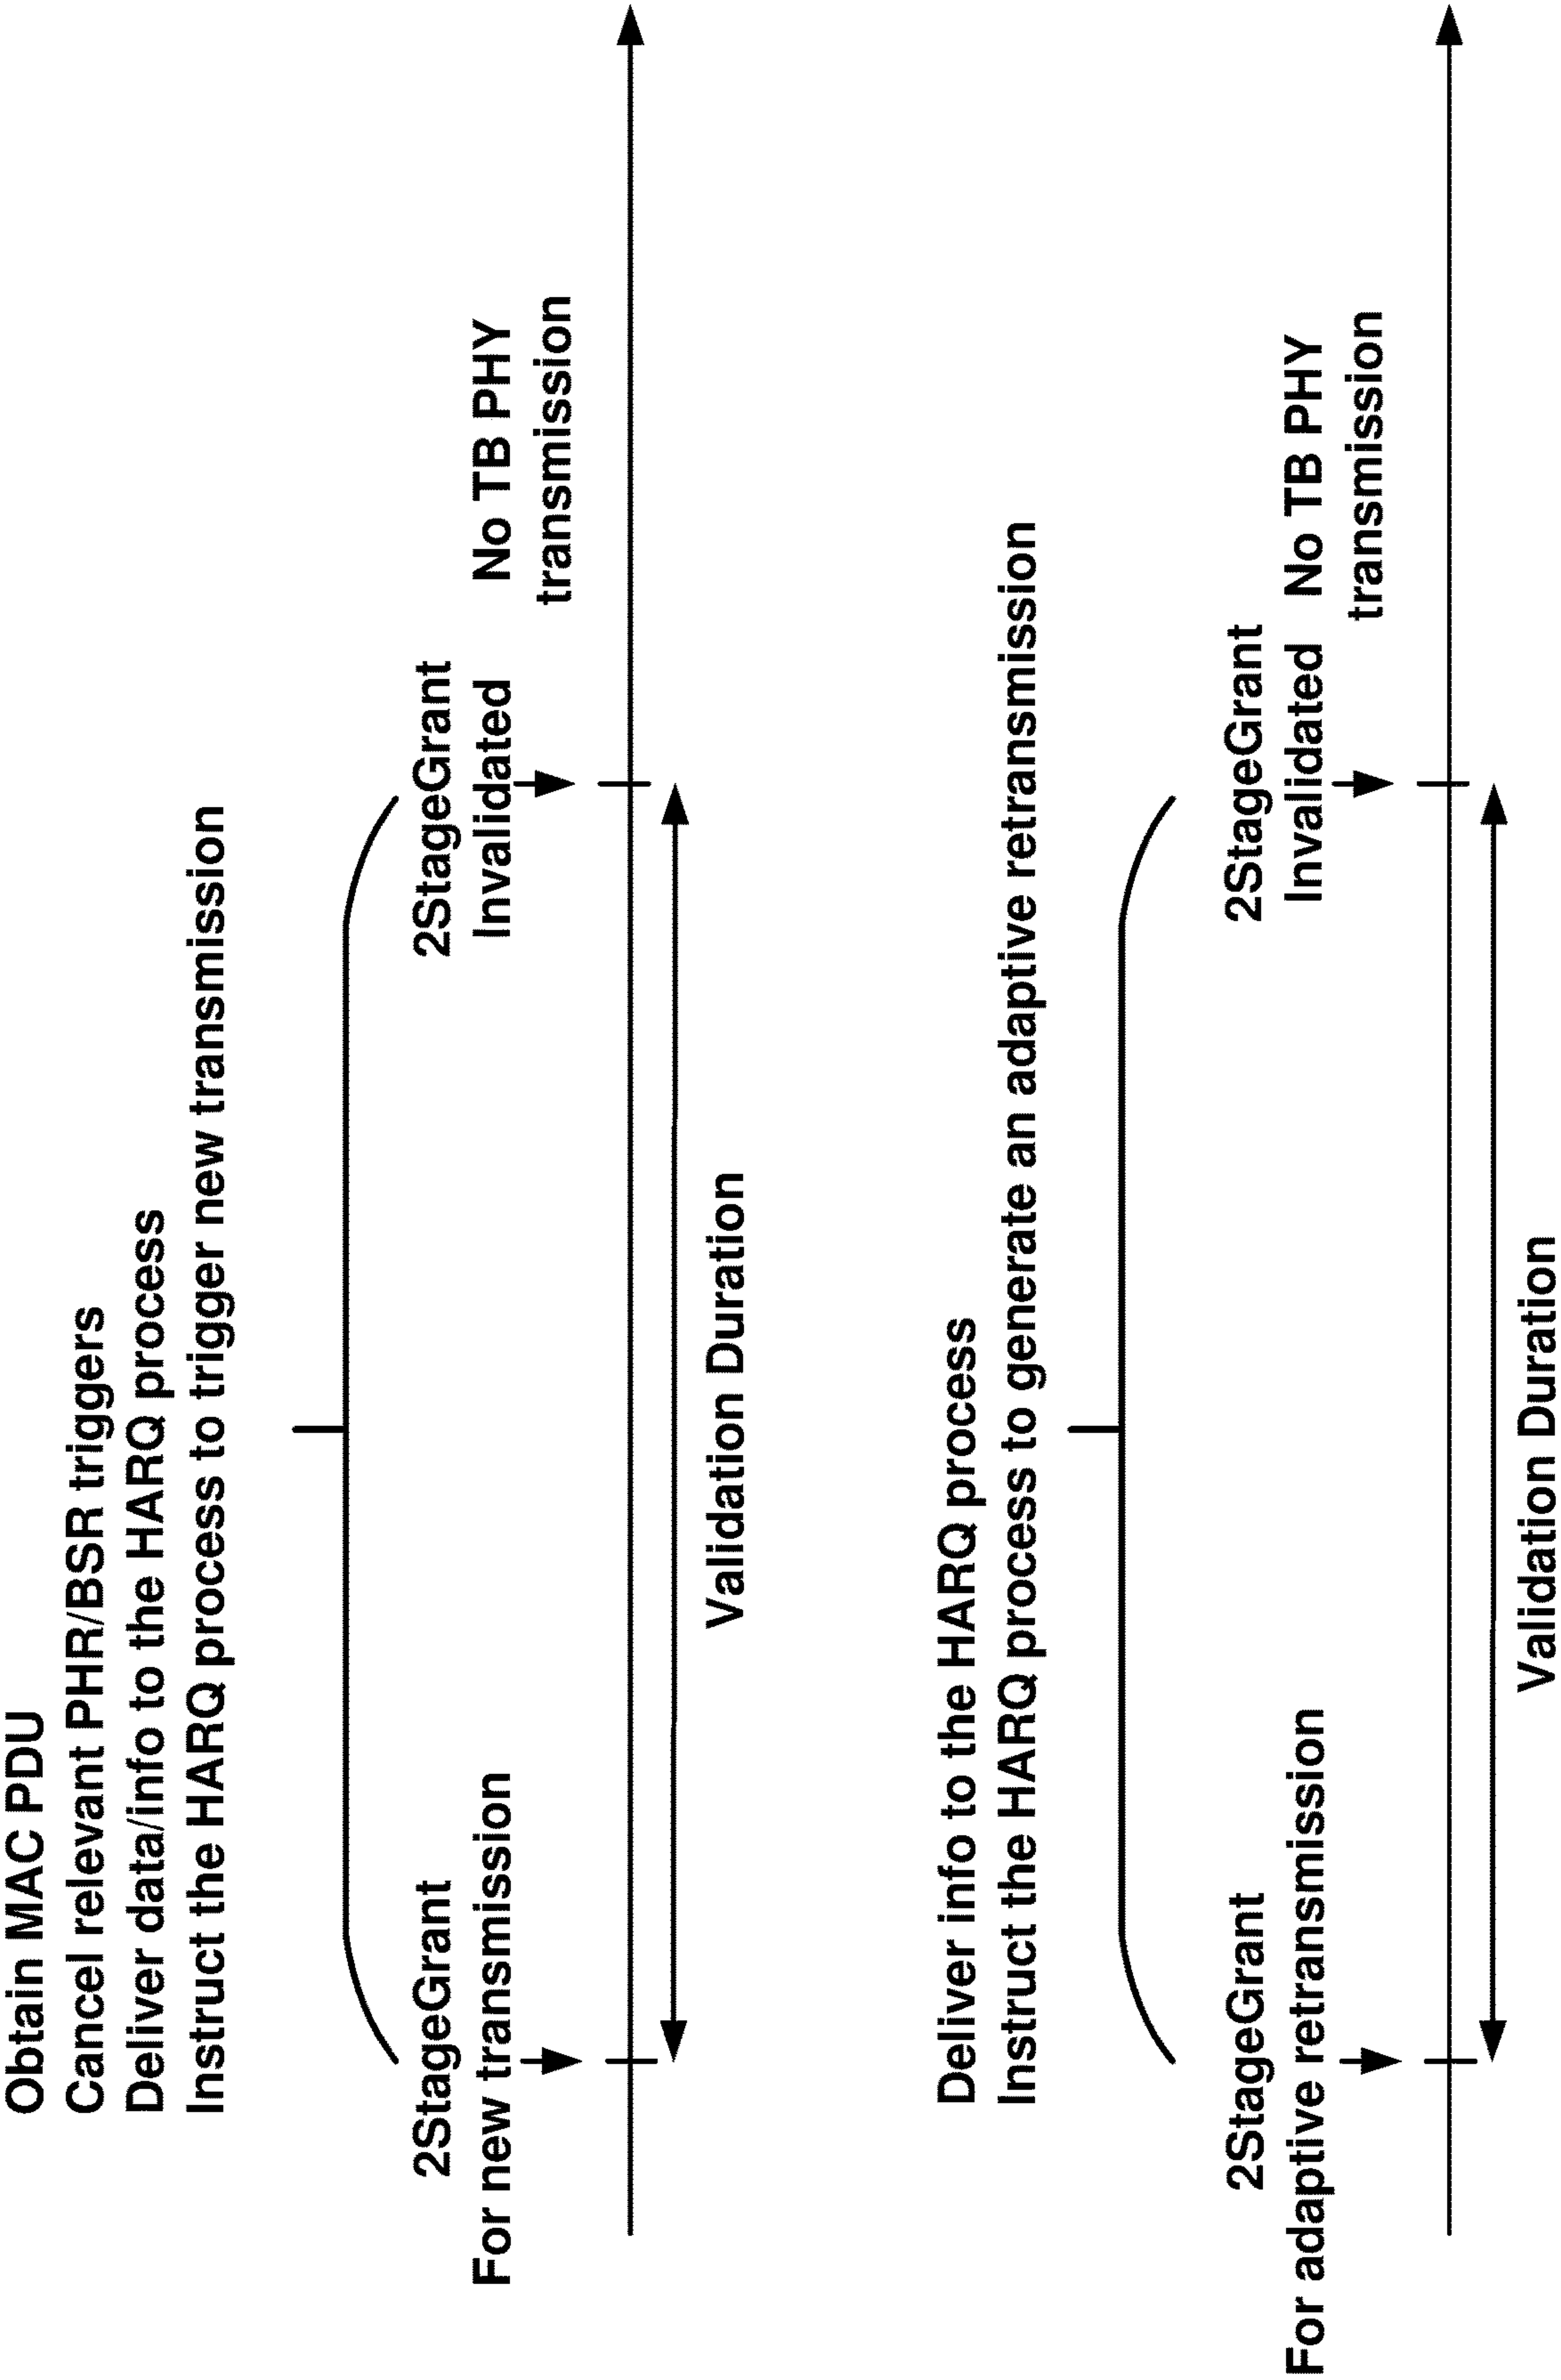 Obtain MAC PDU
Cancel relevant PHR/BSR triggers
Deliver data/info to the HARQ process
Instruct the HARQ process to trigger new transmission
2StageGrant
For new transmission
2StageGrant
Invalidated
No TB PHY
transmission
Validation Duration
Deliver info to the HARQ process
Instruct the HARQ process to generate an adaptive retransmission
2StageGrant
For adaptive retransmission
2StageGrant
Invalidated
No TB PHY
transmission
Validation Duration